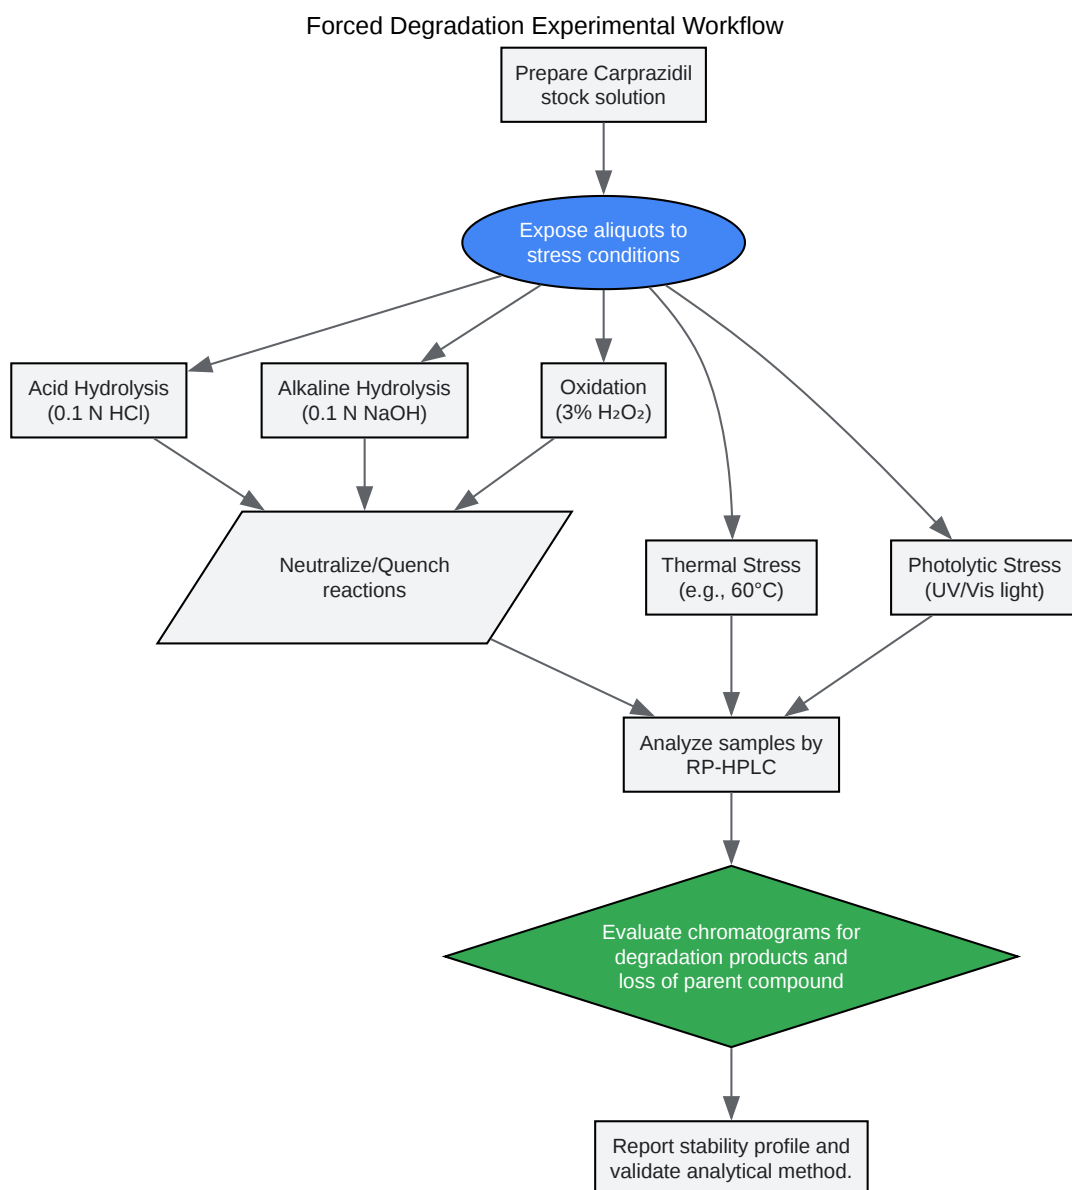 Forced Degradation Experimental Workflow
Prepare Carprazidil
stock solution
Expose aliquots to
stress conditions
Acid Hydrolysis
(0.1 N HCl)
Alkaline Hydrolysis
(0.1 N NaOH)
Oxidation
(3% H₂O₂)
Neutralize/Quench
reactions
Thermal Stress
(e.g., 60°C)
Photolytic Stress
(UV/Vis light)
Analyze samples by
RP-HPLC
Evaluate chromatograms for
degradation products and
loss of parent compound
Report stability profile and
validate analytical method.